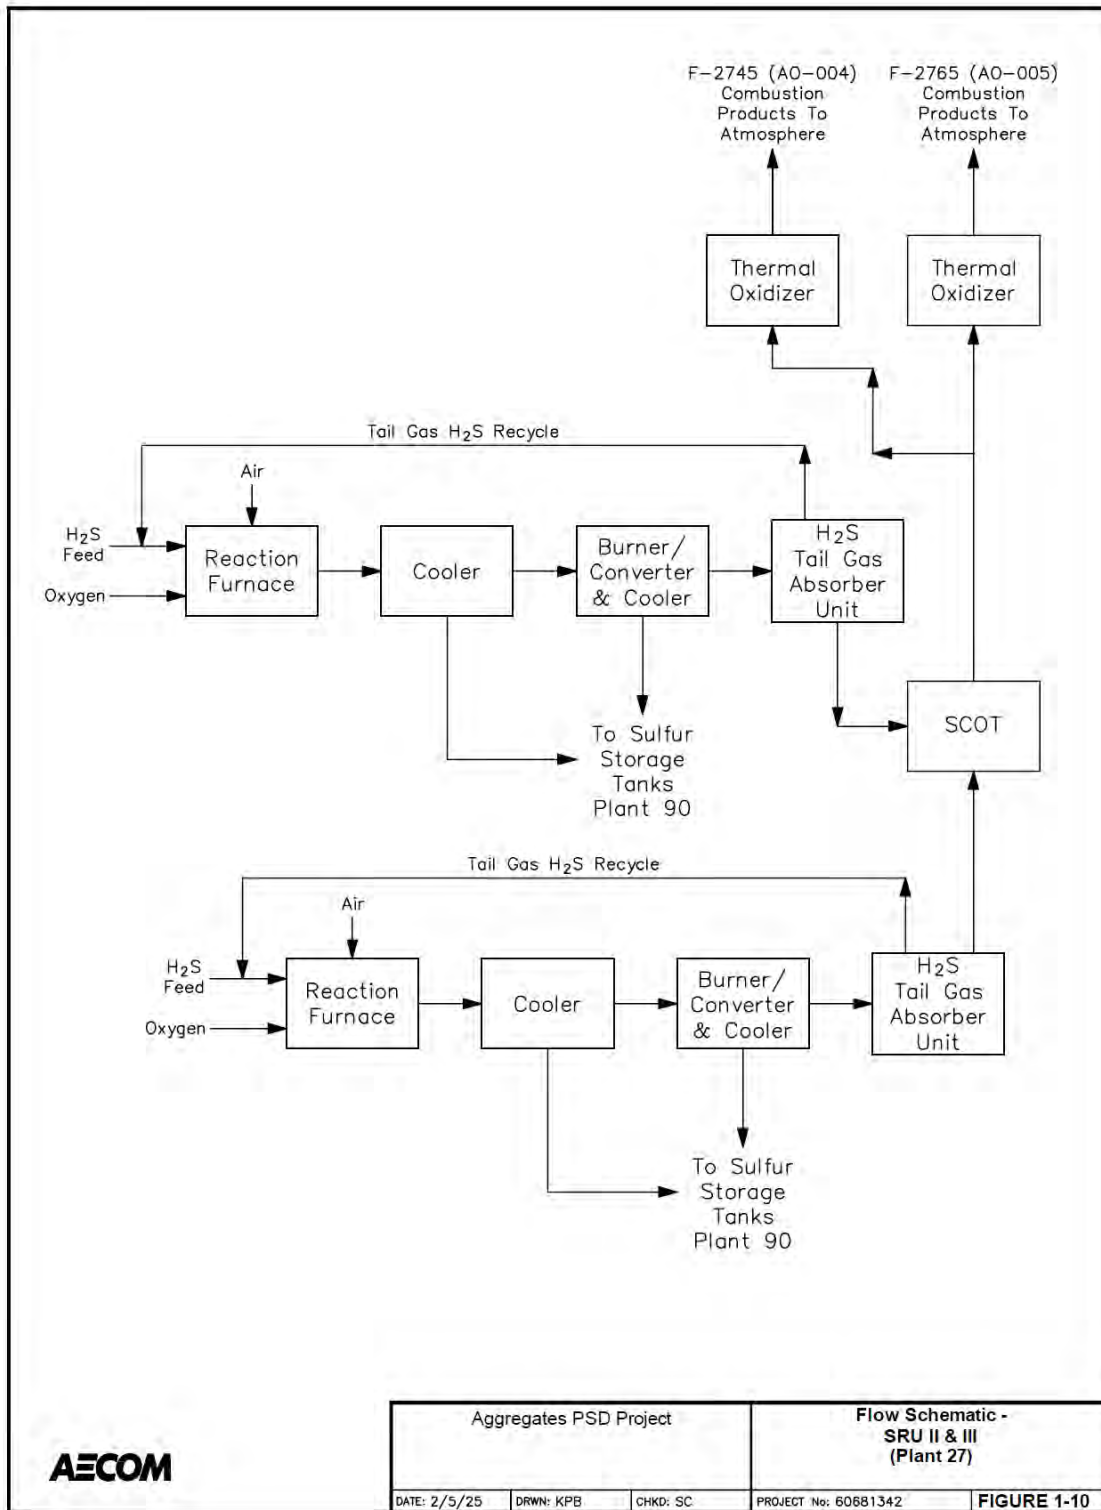 F-2745 (AO-004)
Combustion
Products To
Atmosphere
F-2765 (AO-005)
Combustion
Products To
Atmosphere
Thermal
Oxidizer
Thermal
Oxidizer
Tail Gas H₂S Recycle
Air
H₂S
Feed
Oxygen
Reaction
Furnace
Cooler
Burner/
Converter
& Cooler
H₂S
Tail Gas
Absorber
Unit
SCOT
To Sulfur
Storage
Tanks
Plant 90
Tail Gas H₂S Recycle
Air
H₂S
Feed
Oxygen
Reaction
Furnace
Cooler
Burner/
Converter
& Cooler
H₂S
Tail Gas
Absorber
Unit
To Sulfur
Storage
Tanks
Plant 90
AECOM
Aggregates PSD Project
Flow Schematic -
SRU II & III
(Plant 27)
DATE: 2/5/25
DRWN: KPB
CHKD: SC
PROJECT No: 60681342
FIGURE 1-10